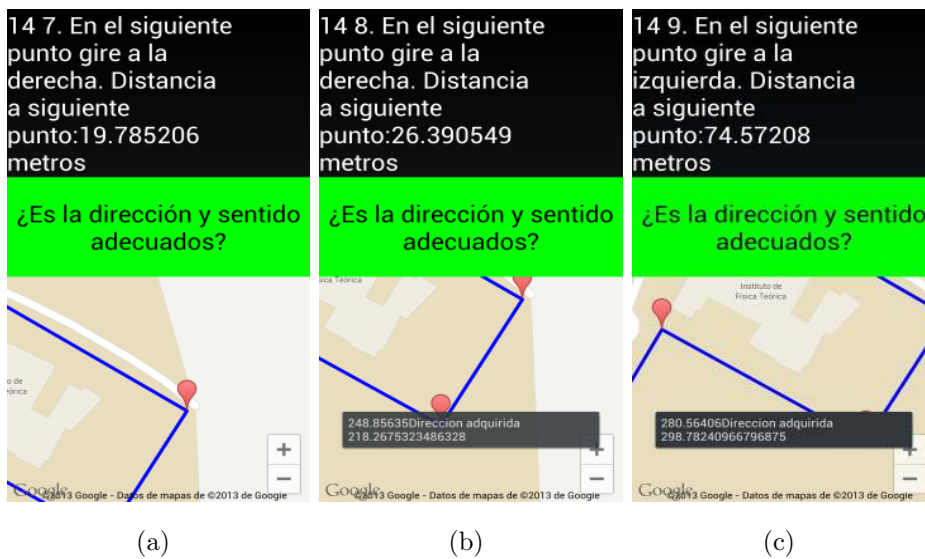 14 7. En el siguiente
punto gire a la
derecha. Distancia
a siguiente
punto:19.785206
metros
¿Es la dirección y sentido
adecuados?
Google
©2013 Google - Datos de mapas de ©2013 de Google
+
−
(a)
14 8. En el siguiente
punto gire a la
derecha. Distancia
a siguiente
punto:26.390549
metros
¿Es la dirección y sentido
adecuados?
248.85635Direccion adquirida
218.2675323486328
Google
©2013 Google - Datos de mapas de ©2013 de Google
+
−
(b)
14 9. En el siguiente
punto gire a la
izquierda. Distancia
a siguiente
punto:74.57208
metros
¿Es la dirección y sentido
adecuados?
Instituto de
Física Teórica
280.56406Direccion adquirida
298.78240966796875
Google
©2013 Google - Datos de mapas de ©2013 de Google
+
−
(c)